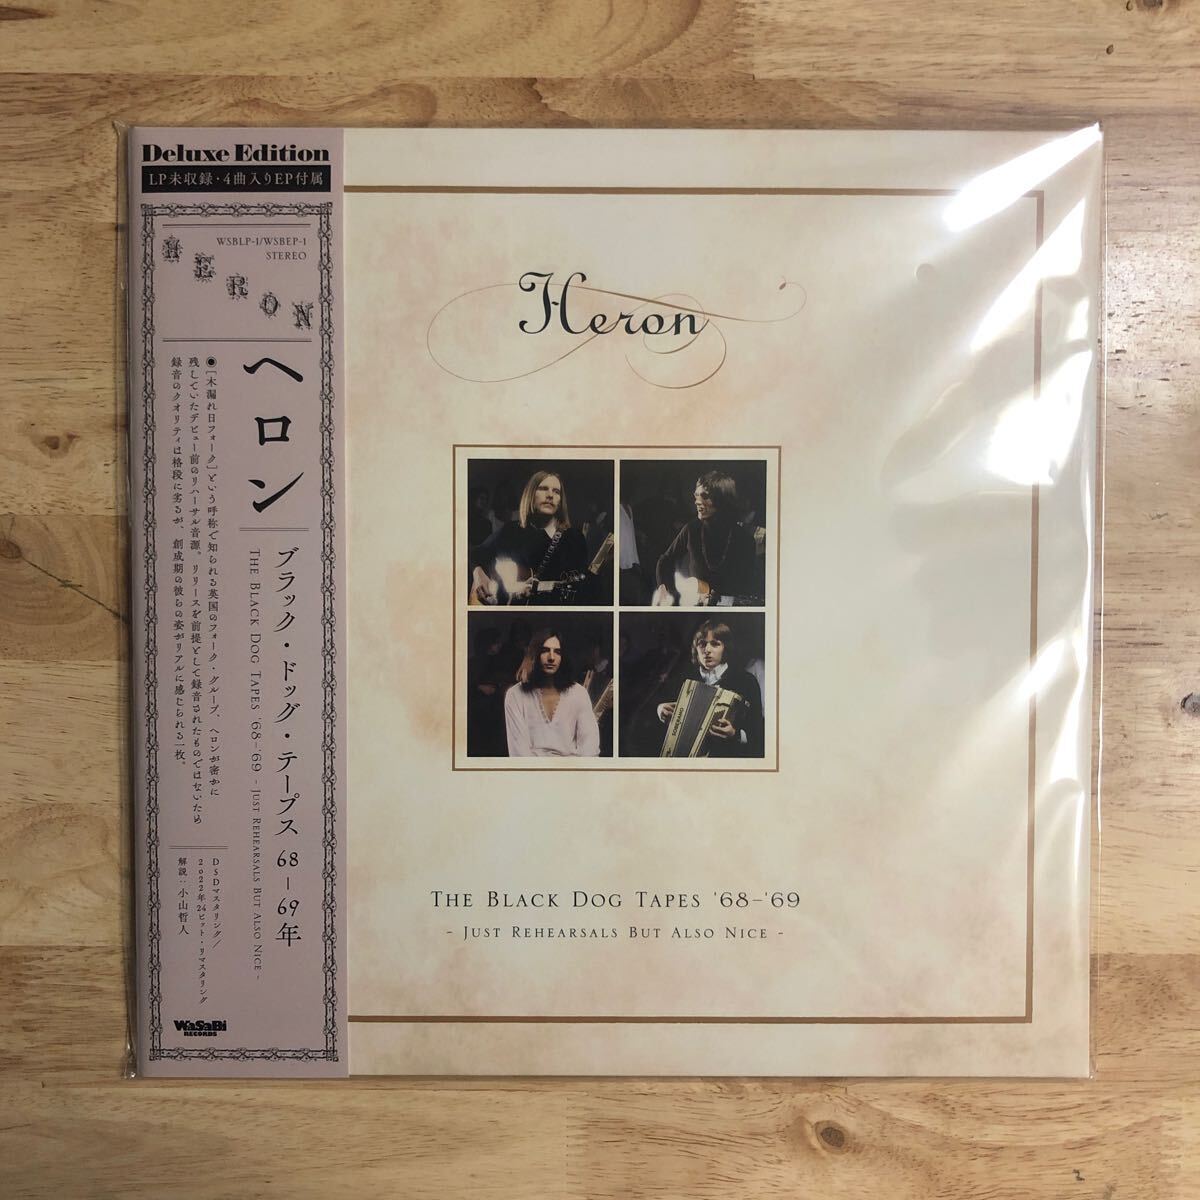 Deluxe Edition
LP未収録・4曲入りEP付属
WSBLP-1/WSBEP-1
STEREO
HERON
ヘロン
ブラック・ドッグ・テープス 68-69年
THE BLACK DOG TAPES '68-'69 - JUST REHEARSALS BUT ALSO NICE -
◉[木漏れ日フォーク]という呼称で知られる英国のフォーク・グループ、ヘロンが密かに
残していたデビュー前のリハーサル音源。リリースを前提として録音されたものではないため
録音のクオリティは格段に劣るが、創成期の彼らの姿がリアルに感じられる一枚。
DSDマスタリング/
2022年24ビット・リマスタリング
解説:小山哲人
WaSaBi
RECORDS
Heron
THE BLACK DOG TAPES '68-'69
- JUST REHEARSALS BUT ALSO NICE -